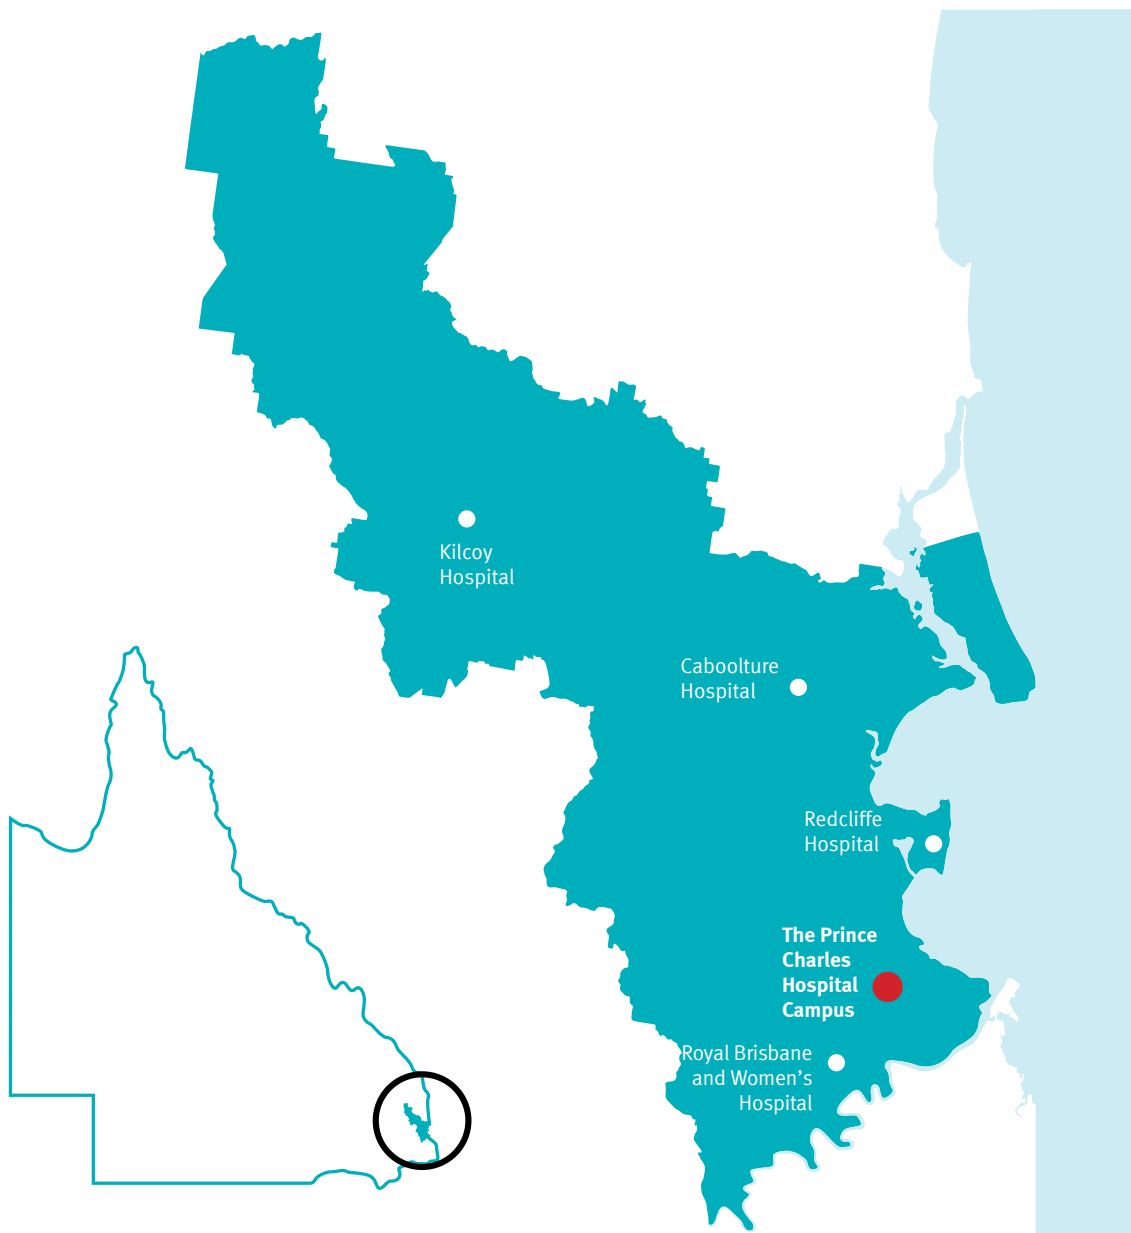 Kilcoy
Hospital
Caboolture
Hospital
Redcliffe
Hospital
The Prince
Charles
Hospital
Campus
Royal Brisbane
and Women’s
Hospital